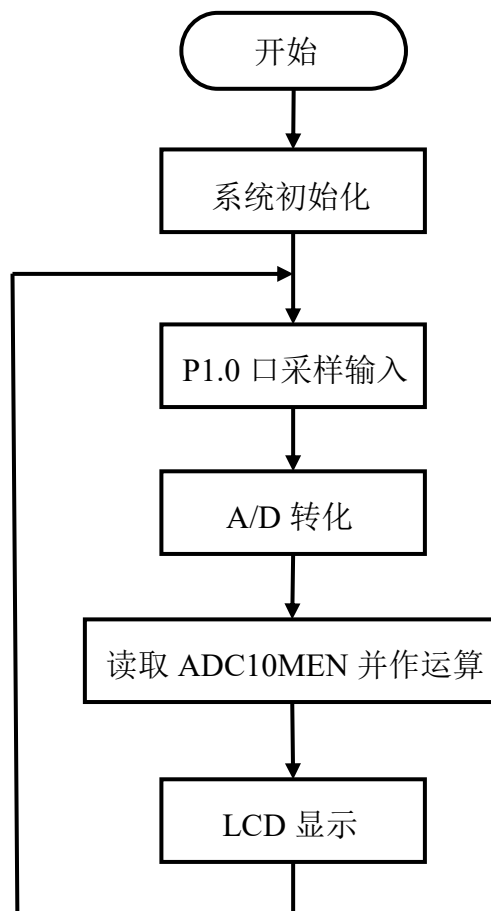 开始
系统初始化
P1.0 口采样输入
A/D 转化
读取 ADC10MEN 并作运算
LCD 显示